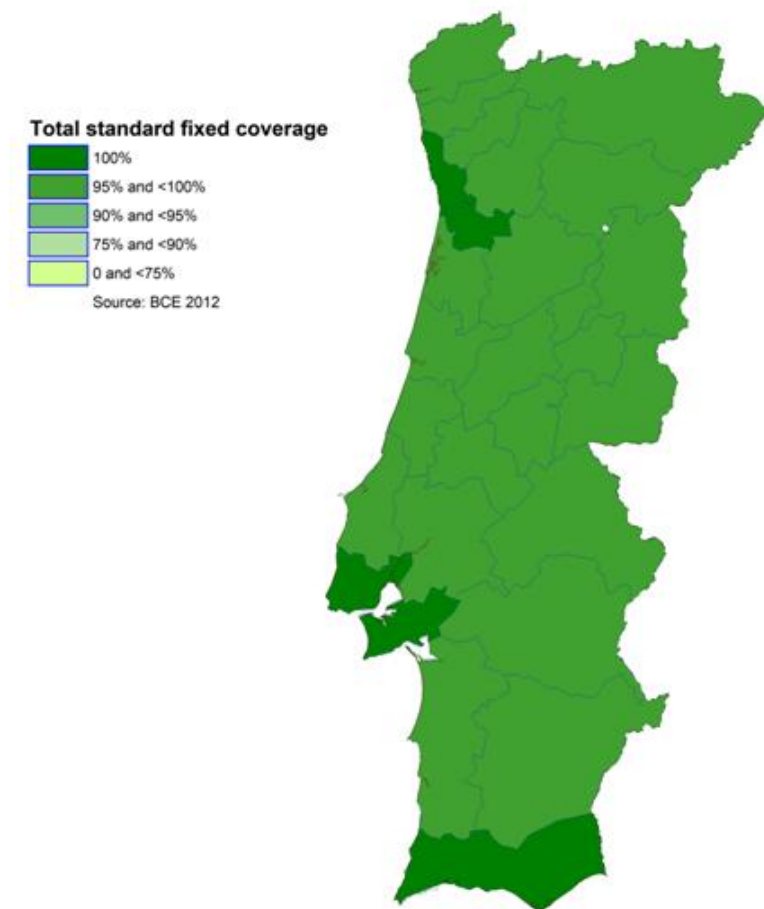 Total standard fixed coverage
100%
95% and <100%
90% and <95%
75% and <90%
0 and <75%
Source: BCE 2012